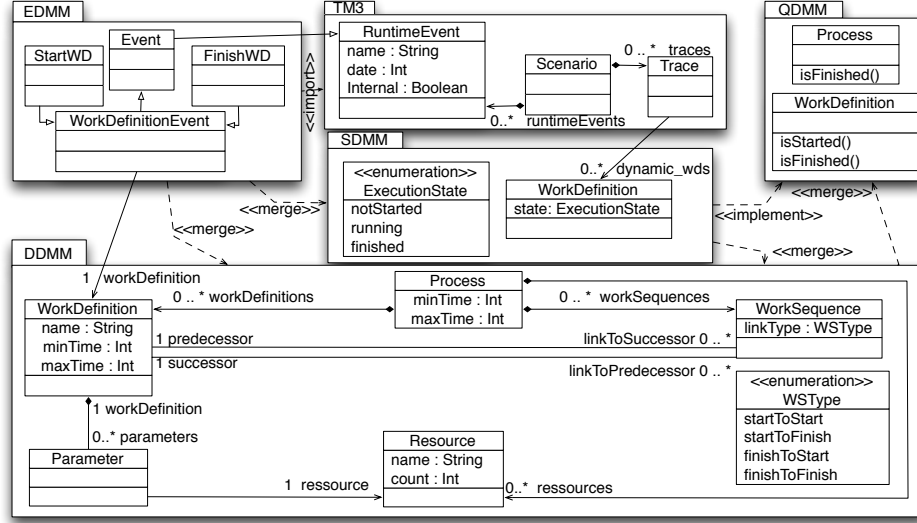 EDMM
Event
StartWD
FinishWD
WorkDefinitionEvent
<<import>>
TM3
RuntimeEvent
name : String
date : Int
Internal : Boolean
Scenario
0.. * traces
Trace
0..* runtimeEvents
QDMM
Process
isFinished()
WorkDefinition
isStarted()
isFinished()
SDMM
<<enumeration>>
ExecutionState
notStarted
running
finished
0..* dynamic_wds
WorkDefinition
state: ExecutionState
<<merge>>
<<merge>>
<<merge>>
<<implement>>
<<merge>>
DDMM
1 workDefinition
WorkDefinition
name : String
minTime : Int
maxTime : Int
0 .. * workDefinitions
Process
minTime : Int
maxTime : Int
0 .. * workSequences
WorkSequence
linkType : WSType
1 predecessor
linkToSuccessor 0 .. *
1 successor
linkToPredecessor 0 .. *
<<enumeration>>
WSType
startToStart
startToFinish
finishToStart
finishToFinish
1 workDefinition
0..* parameters
Parameter
1 ressource
Resource
name : String
count : Int
0..* ressources